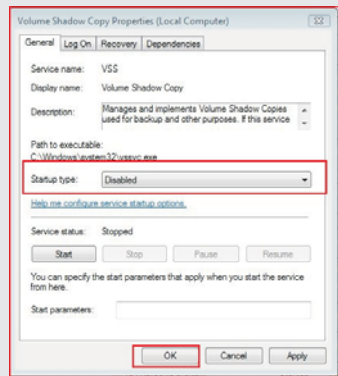 Volume Shadow Copy Properties (Local Computer)
General Log On Recovery Dependencies
Service name: VSS
Display name: Volume Shadow Copy
Description: Manages and implements Volume Shadow Copies
used for backup and other purposes. If this service
Path to executable:
C:\Windows\system32\vssvc.exe
Startup type: Disabled
Help me configure service startup options.
Service status: Stopped
Start Stop Pause Resume
You can specify the start parameters that apply when you start the service
from here.
Start parameters:
OK Cancel Apply